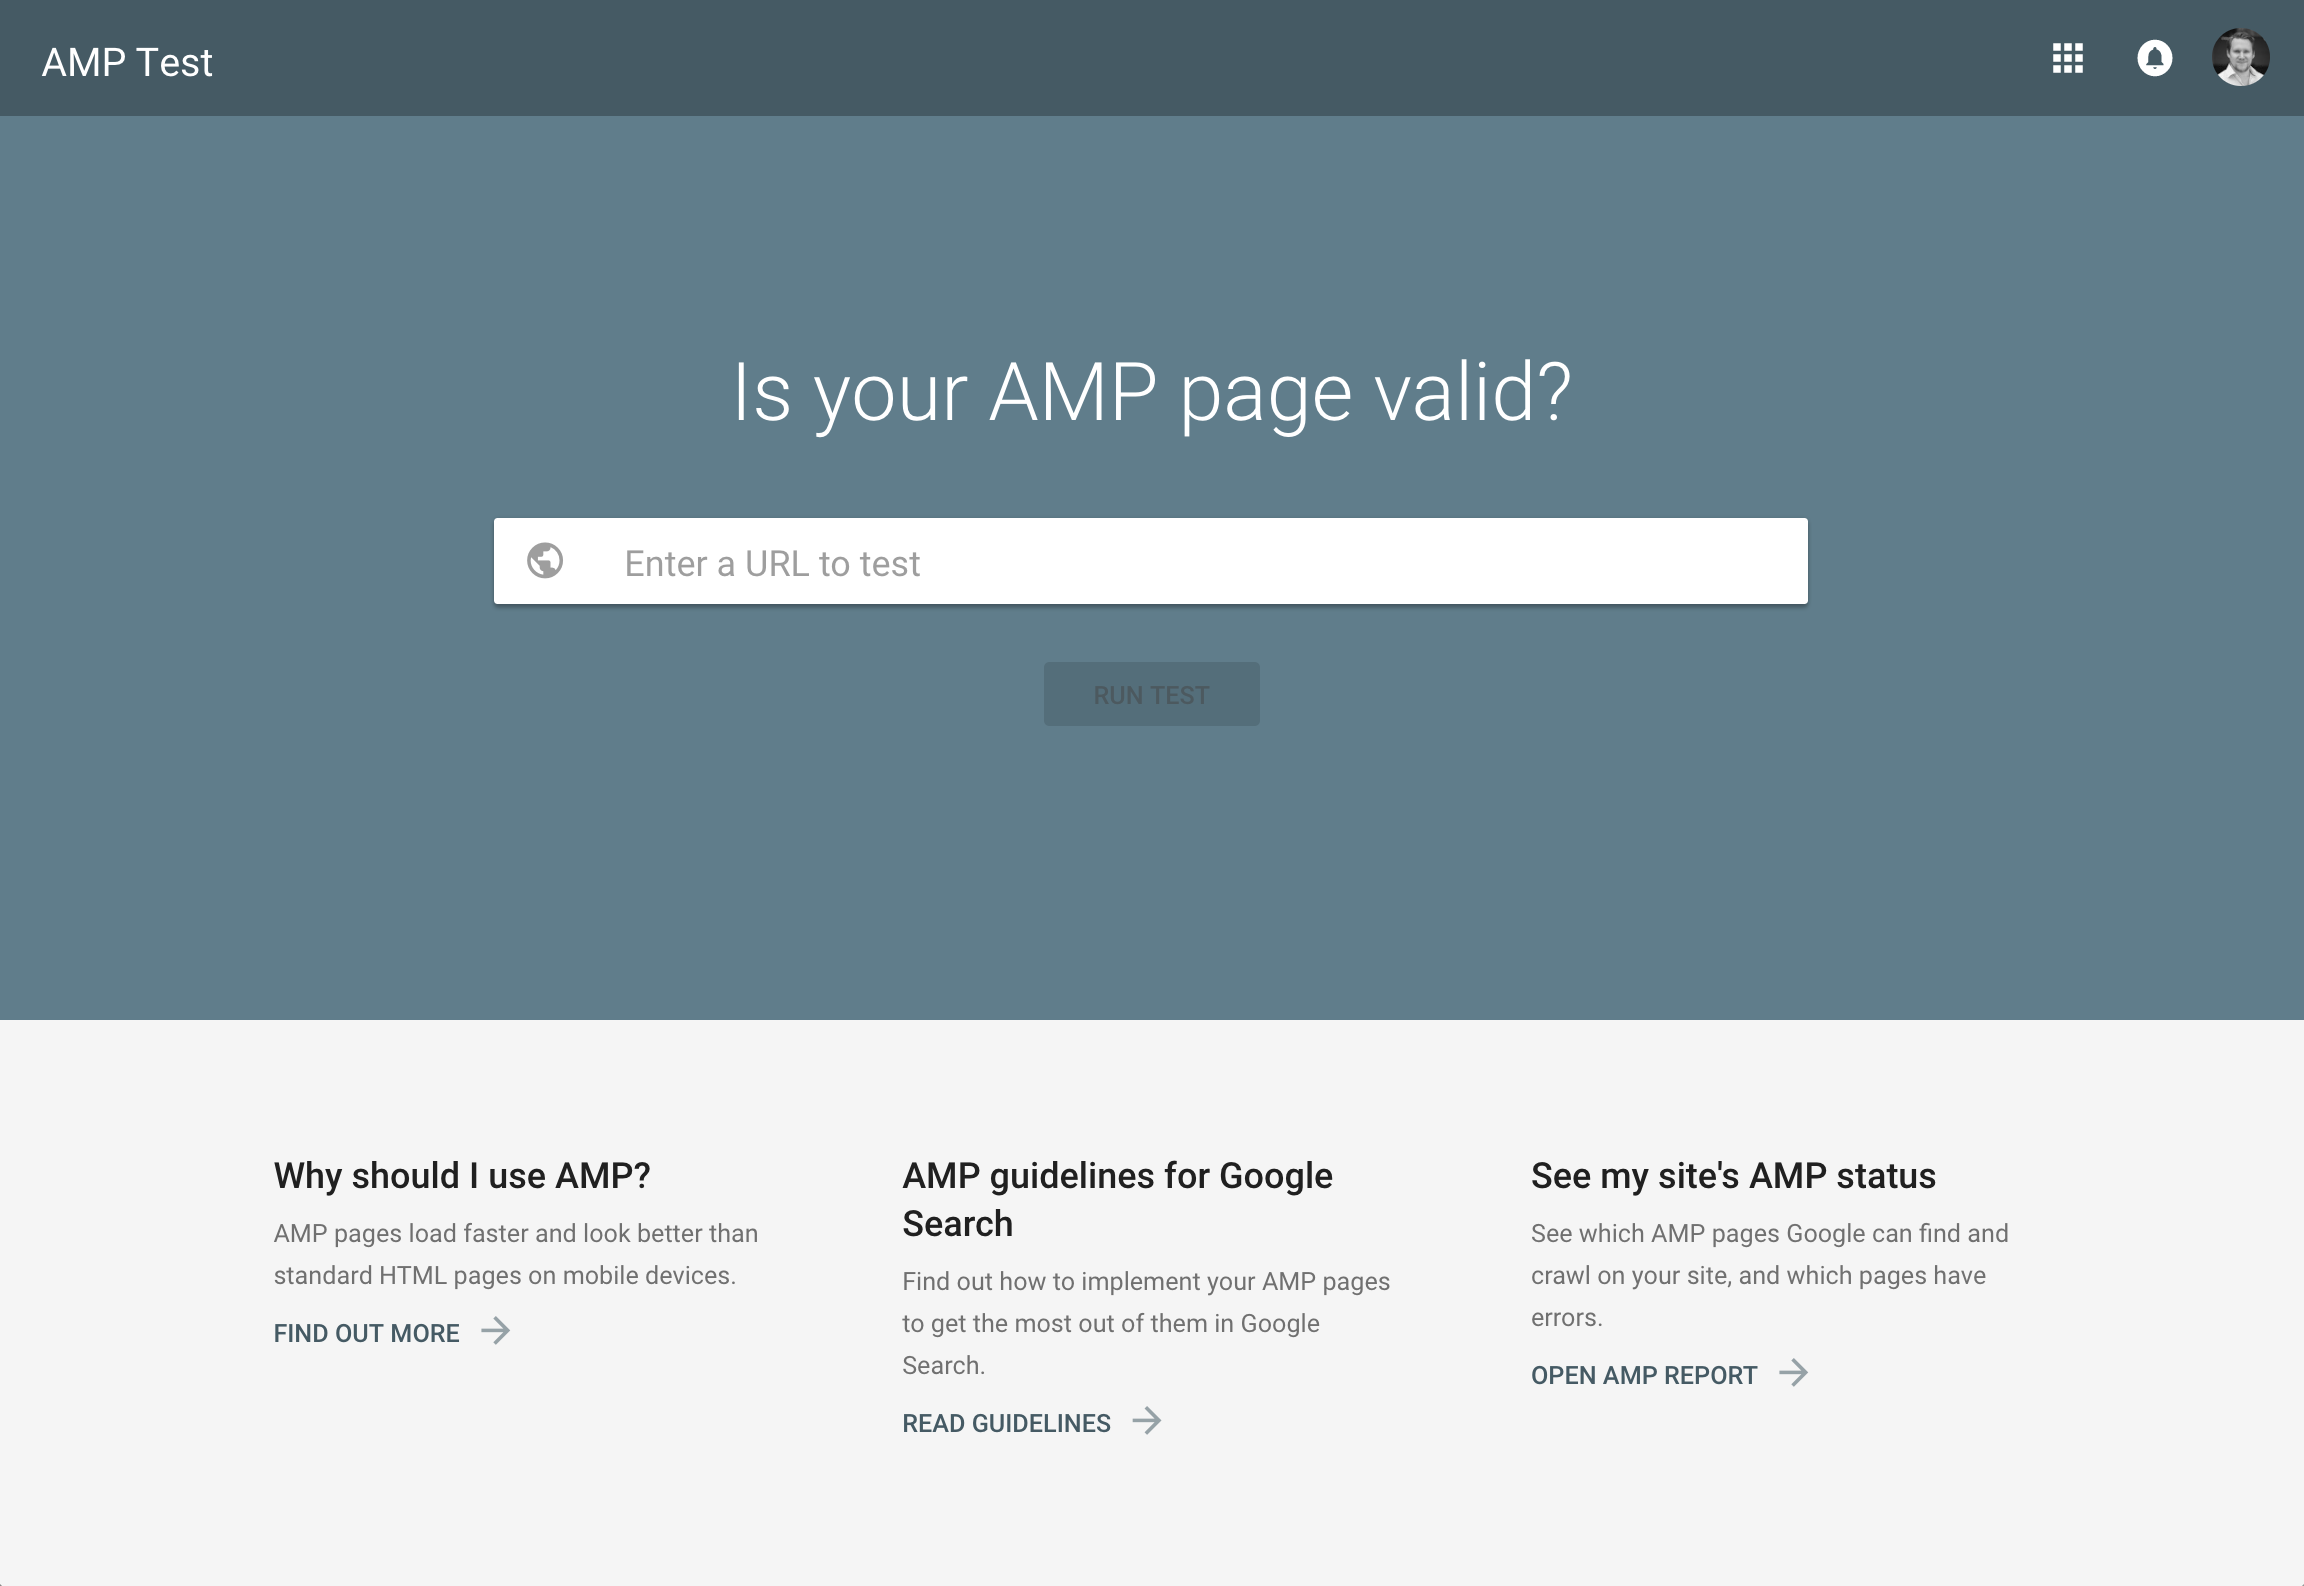 AMP Test
Is your AMP page valid?
Enter a URL to test
RUN TEST
Why should I use AMP?
AMP pages load faster and look better than
standard HTML pages on mobile devices.
FIND OUT MORE
AMP guidelines for Google
Search
Find out how to implement your AMP pages
to get the most out of them in Google
Search.
READ GUIDELINES
See my site's AMP status
See which AMP pages Google can find and
crawl on your site, and which pages have
errors.
OPEN AMP REPORT